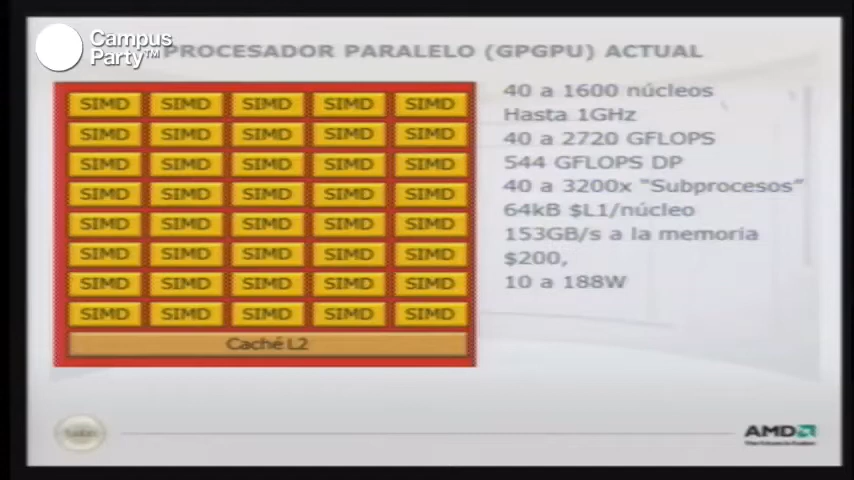 Campus
Party™
PROCESADOR PARALELO (GPGPU) ACTUAL
SIMD SIMD SIMD SIMD SIMD
SIMD SIMD SIMD SIMD SIMD
SIMD SIMD SIMD SIMD SIMD
SIMD SIMD SIMD SIMD SIMD
SIMD SIMD SIMD SIMD SIMD
SIMD SIMD SIMD SIMD SIMD
SIMD SIMD SIMD SIMD SIMD
SIMD SIMD SIMD SIMD SIMD
Caché L2
40 a 1600 núcleos
Hasta 1GHz
40 a 2720 GFLOPS
544 GFLOPS DP
40 a 3200x "Subprocesos"
64kB $L1/núcleo
153GB/s a la memoria
$200,
10 a 188W
AMD